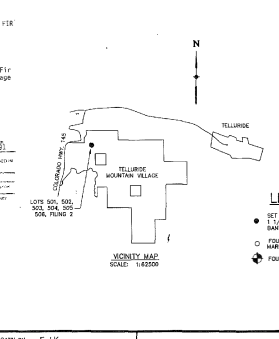 FIR
Fir
age
N
TELLURIDE
COLORADO HWY. 145
TELLURIDE
MOUNTAIN VILLAGE
LOTS 501, 502,
503, 504, 505
506, FILING 2
VICINITY MAP
SCALE: 1:62500
SET
1 1/
FOU
MAR
FOU